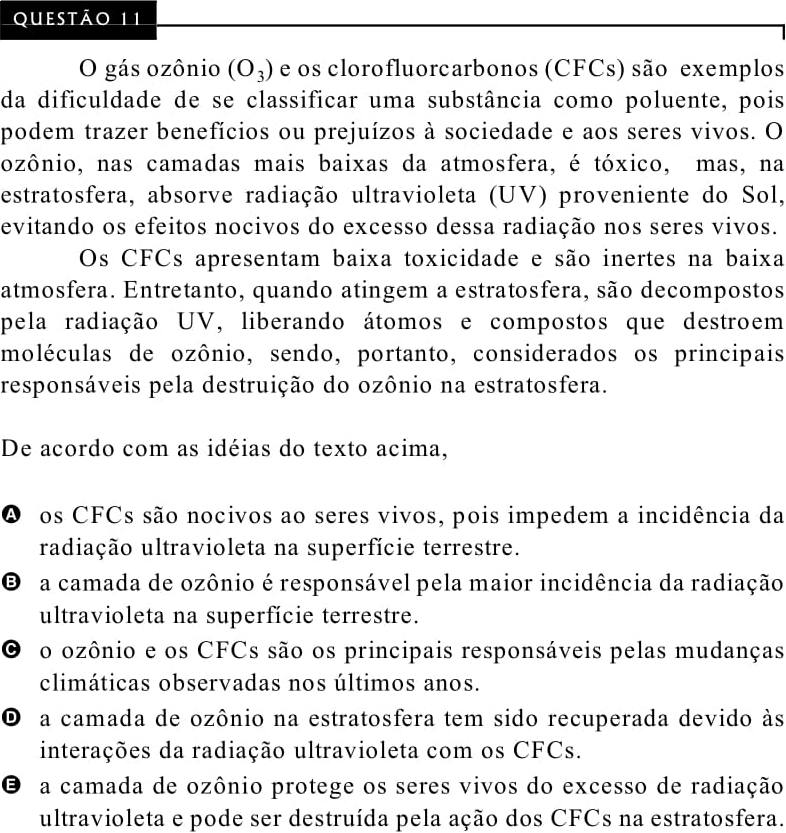 QUESTÃO 11
O gás ozônio (O₃) e os clorofluorcarbonos (CFCs) são exemplos
da dificuldade de se classificar uma substância como poluente, pois
podem trazer benefícios ou prejuízos à sociedade e aos seres vivos. O
ozônio, nas camadas mais baixas da atmosfera, é tóxico, mas, na
estratosfera, absorve radiação ultravioleta (UV) proveniente do Sol,
evitando os efeitos nocivos do excesso dessa radiação nos seres vivos.
Os CFCs apresentam baixa toxicidade e são inertes na baixa
atmosfera. Entretanto, quando atingem a estratosfera, são decompostos
pela radiação UV, liberando átomos e compostos que destroem
moléculas de ozônio, sendo, portanto, considerados os principais
responsáveis pela destruição do ozônio na estratosfera.
De acordo com as idéias do texto acima,
A os CFCs são nocivos ao seres vivos, pois impedem a incidência da
radiação ultravioleta na superfície terrestre.
B a camada de ozônio é responsável pela maior incidência da radiação
ultravioleta na superfície terrestre.
C o ozônio e os CFCs são os principais responsáveis pelas mudanças
climáticas observadas nos últimos anos.
D a camada de ozônio na estratosfera tem sido recuperada devido às
interações da radiação ultravioleta com os CFCs.
E a camada de ozônio protege os seres vivos do excesso de radiação
ultravioleta e pode ser destruída pela ação dos CFCs na estratosfera.